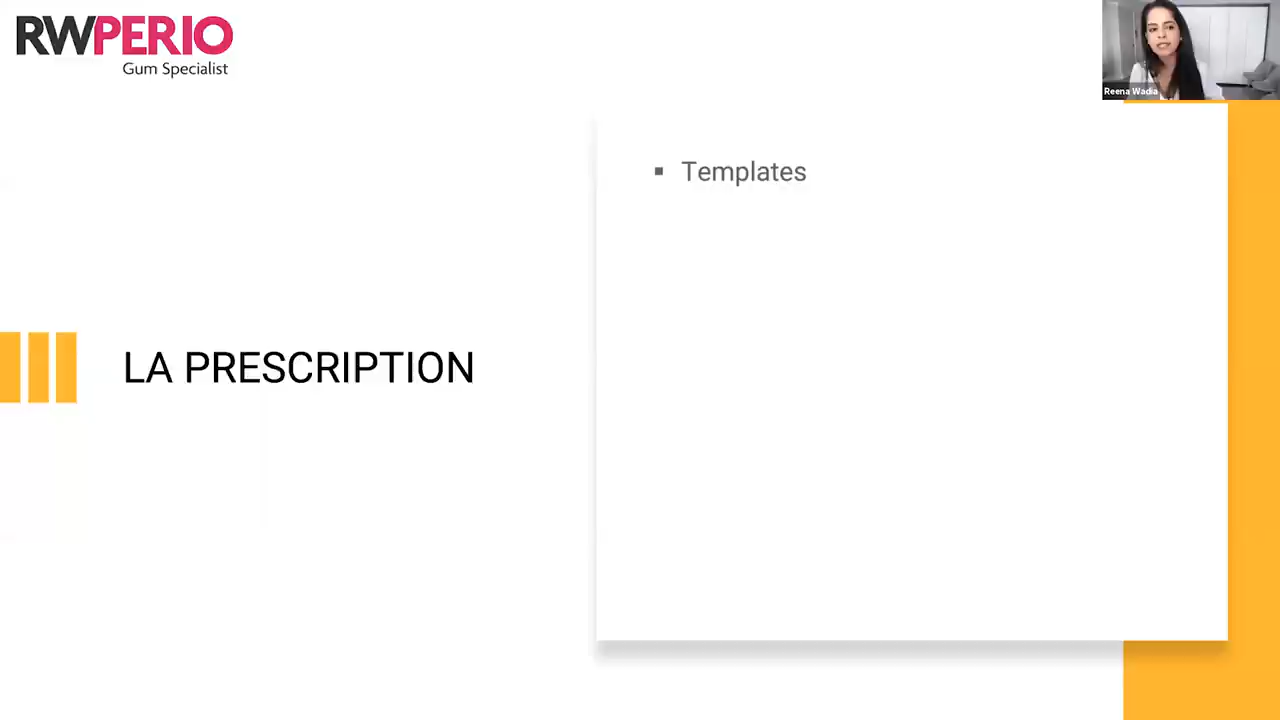 RWPERIO
Gum Specialist
Reena Wadia
Templates
LA PRESCRIPTION